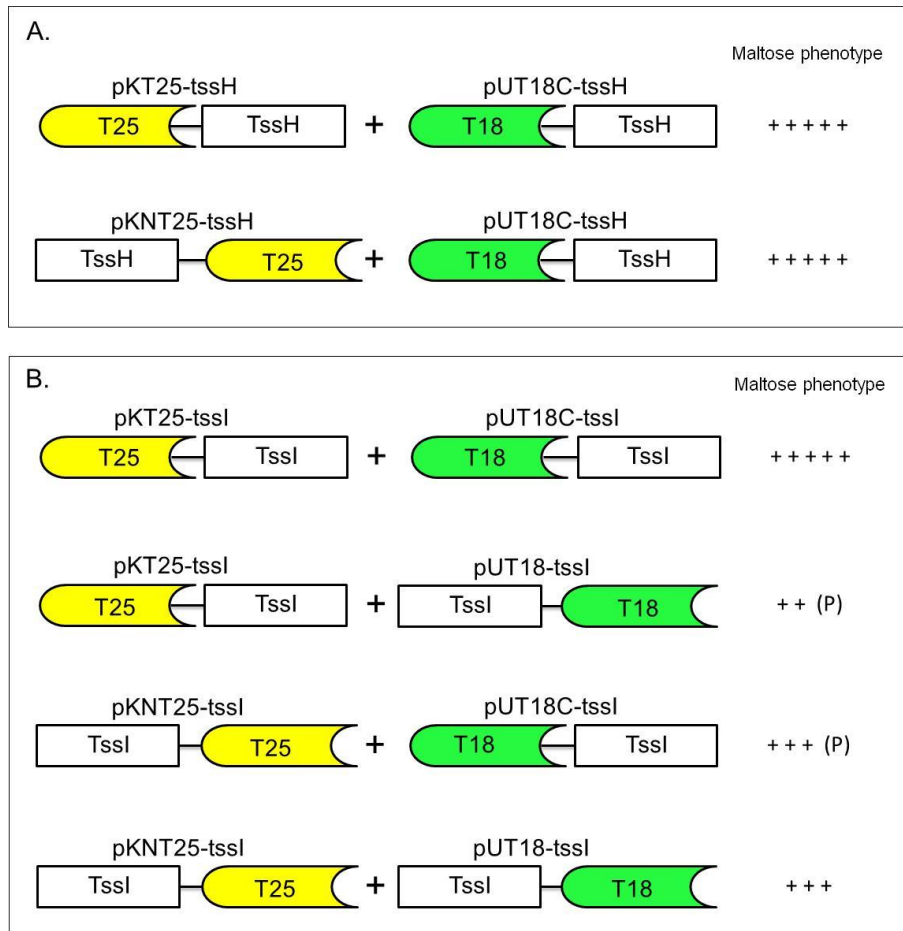 A.
Maltose phenotype
pKT25-tssH pUT18C-tssH
T25 TssH + T18 TssH + + + + +
pKNT25-tssH pUT18C-tssH
TssH T25 + T18 TssH + + + + +
B.
Maltose phenotype
pKT25-tssI pUT18C-tssI
T25 TssI + T18 TssI + + + + +
pKT25-tssI pUT18-tssI
T25 TssI + TssI T18 + + (P)
pKNT25-tssI pUT18C-tssI
TssI T25 + T18 TssI + + + (P)
pKNT25-tssI pUT18-tssI
TssI T25 + TssI T18 + + +